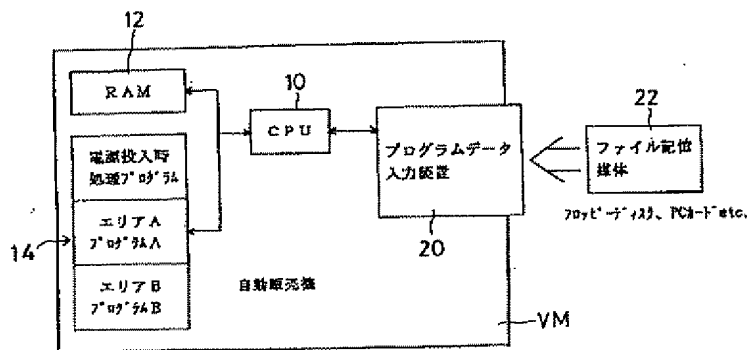 12
RAM
10
CPU
電源投入時
処理プログラム
エリアA
プログラムA
14
エリアB
プログラムB
プログラムデータ
入力装置
20
22
ファイル記憶
媒体
フロッピーディスク、PCカードetc.
自動販売機
VM